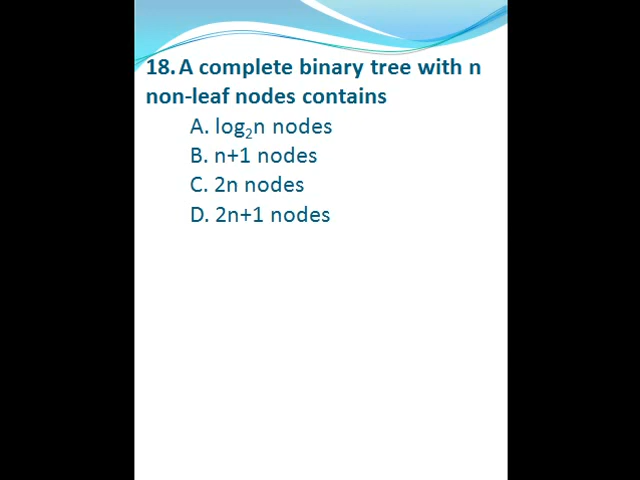 18. A complete binary tree with n
non-leaf nodes contains
A. log₂n nodes
B. n+1 nodes
C. 2n nodes
D. 2n+1 nodes